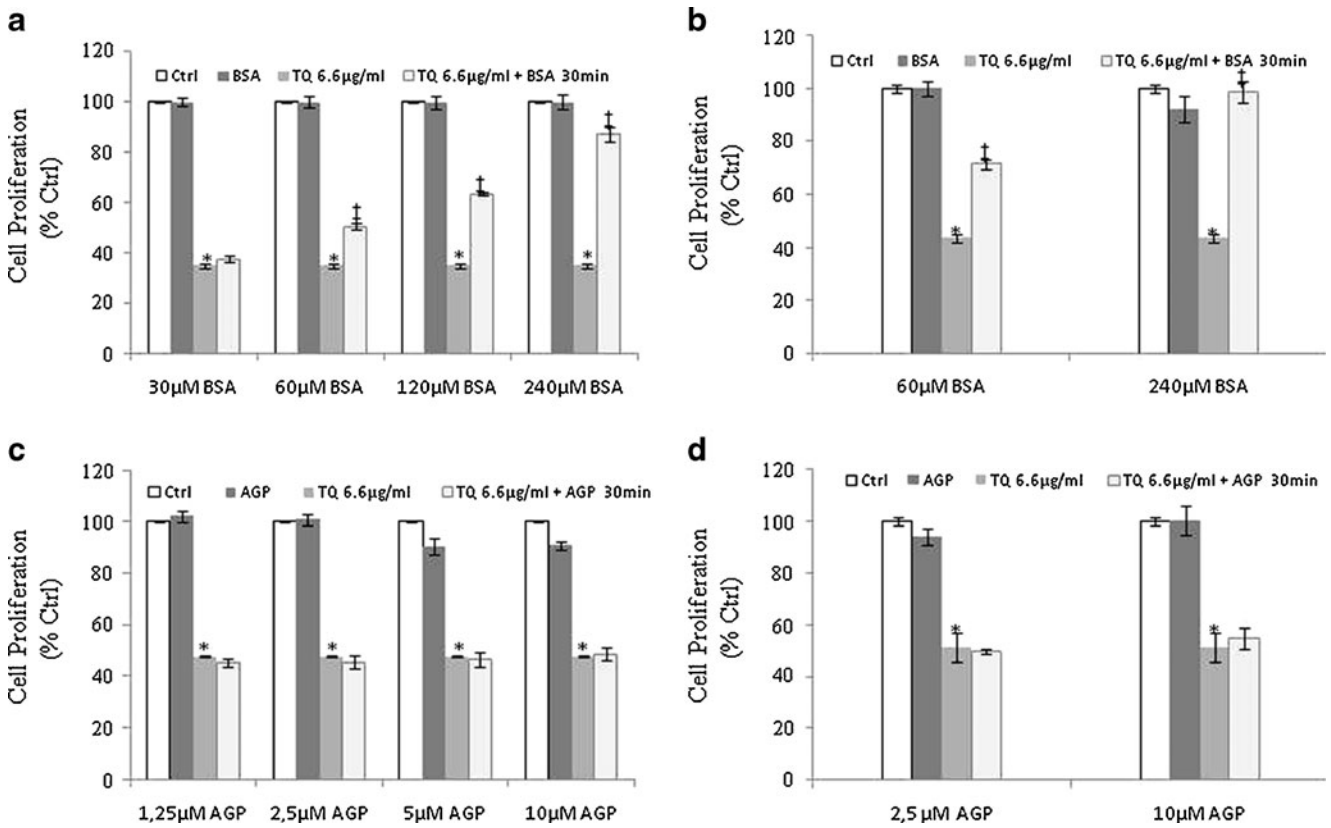 a
120
Ctrl BSA TQ 6.6µg/ml TQ 6.6µg/ml + BSA 30min
100
80
60
40
20
0
Cell Proliferation
(% Ctrl)
‡
‡
‡
* * * *
30µM BSA 60µM BSA 120µM BSA 240µM BSA
b
120
Ctrl BSA TQ 6.6µg/ml TQ 6.6µg/ml + BSA 30min
100
80
60
40
20
0
Cell Proliferation
(% Ctrl)
‡
‡
* *
60µM BSA 240µM BSA
c
120
Ctrl AGP TQ 6.6µg/ml TQ 6.6µg/ml + AGP 30min
100
80
60
40
20
0
Cell Proliferation
(% Ctrl)
* * * *
1,25µM AGP 2,5µM AGP 5µM AGP 10µM AGP
d
120
Ctrl AGP TQ 6.6µg/ml TQ 6.6µg/ml + AGP 30min
100
80
60
40
20
0
Cell Proliferation
(% Ctrl)
* *
2,5 µM AGP 10µM AGP